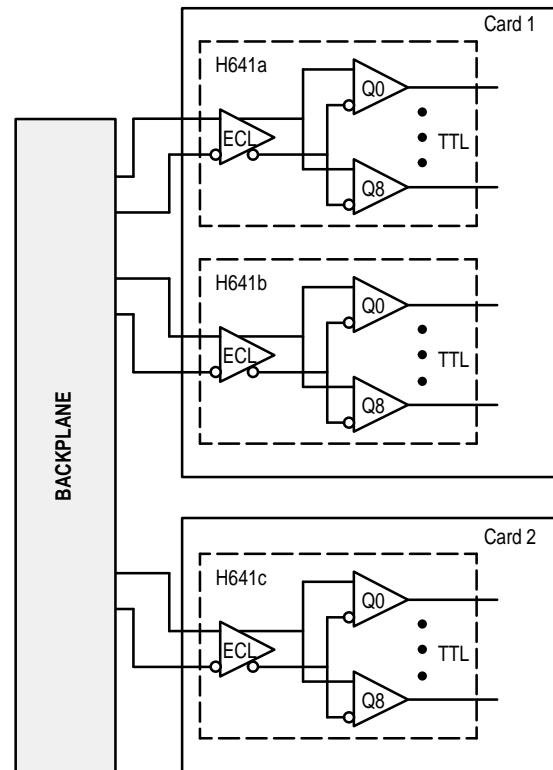 Card 1
H641a
Q0
ECL
TTL
Q8
H641b
Q0
ECL
TTL
Q8
BACKPLANE
Card 2
H641c
Q0
ECL
TTL
Q8